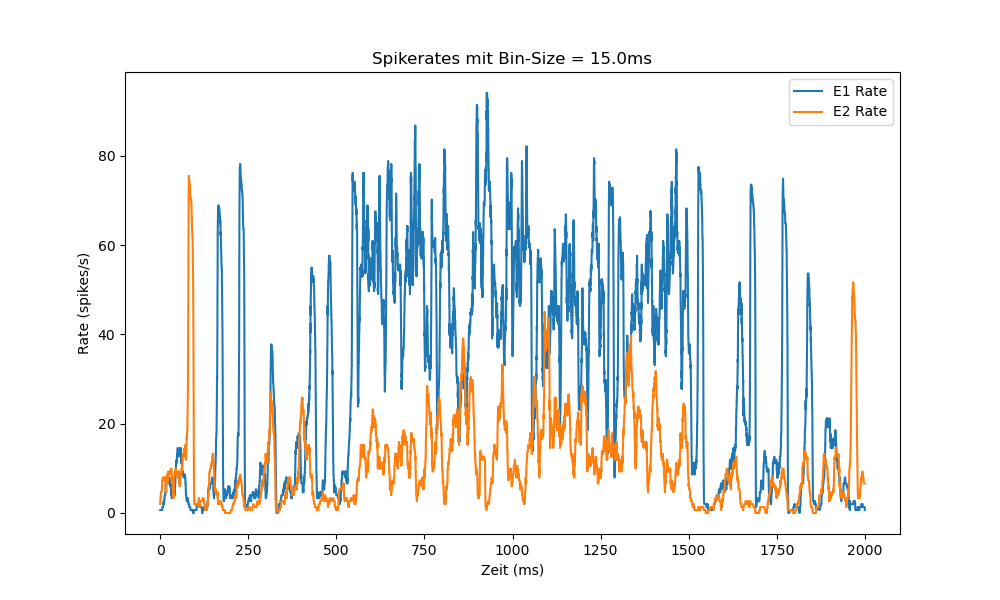 Spikerates mit Bin-Size = 15.0ms
E1 Rate
E2 Rate
Rate (spikes/s)
80
60
40
20
0
0 250 500 750 1000 1250 1500 1750 2000
Zeit (ms)